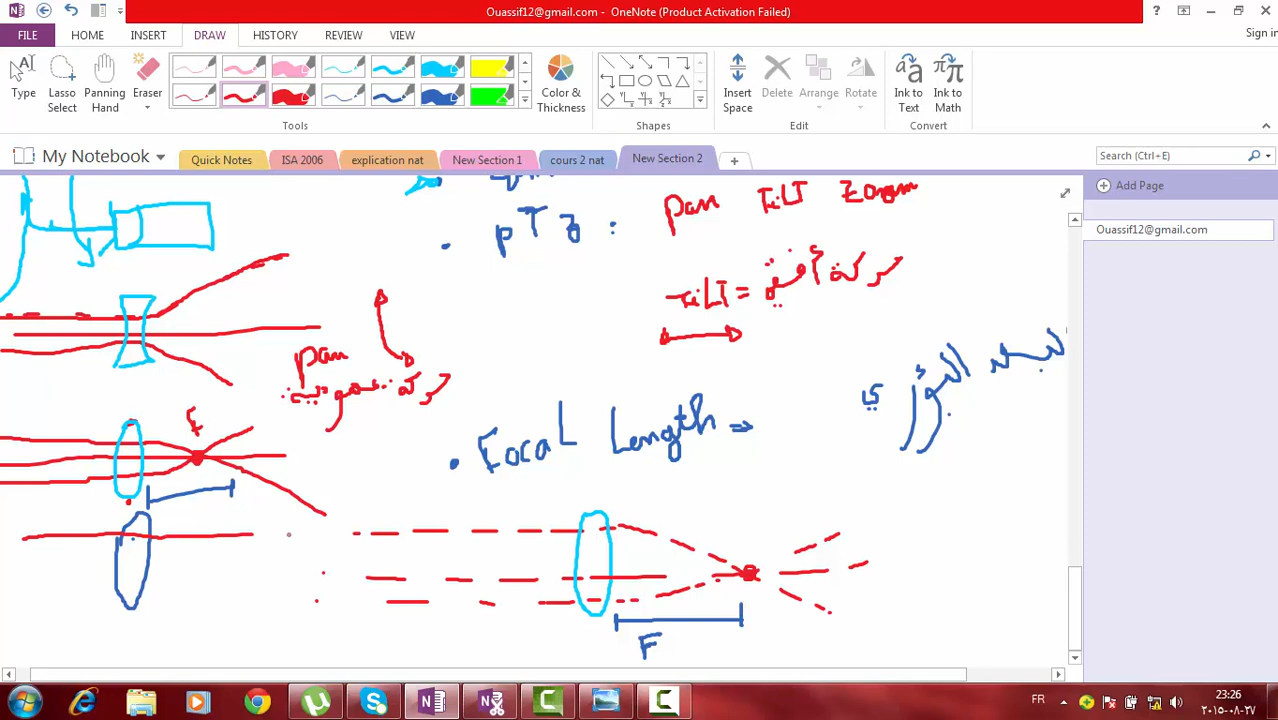 Ouassif12@gmail.com - OneNote (Product Activation Failed)
FILE HOME INSERT DRAW HISTORY REVIEW VIEW Sign in
Type Lasso Select Panning Hand Eraser Color & Thickness Insert Space Delete Arrange Rotate Ink to Text Ink to Math
Tools Shapes Edit Convert
My Notebook Quick Notes ISA 2006 explication nat New Section 1 cours 2 nat New Section 2 Search (Ctrl+E)
Add Page
Ouassif12@gmail.com
• pTz : pan TiLT Zoom
TiLT = حركة أفقية
pan
حركة عمودية
• Focal Length ⇒ البعد البؤري
F
F
FR 23:26
٢٠١٥-٠٨-٢٧